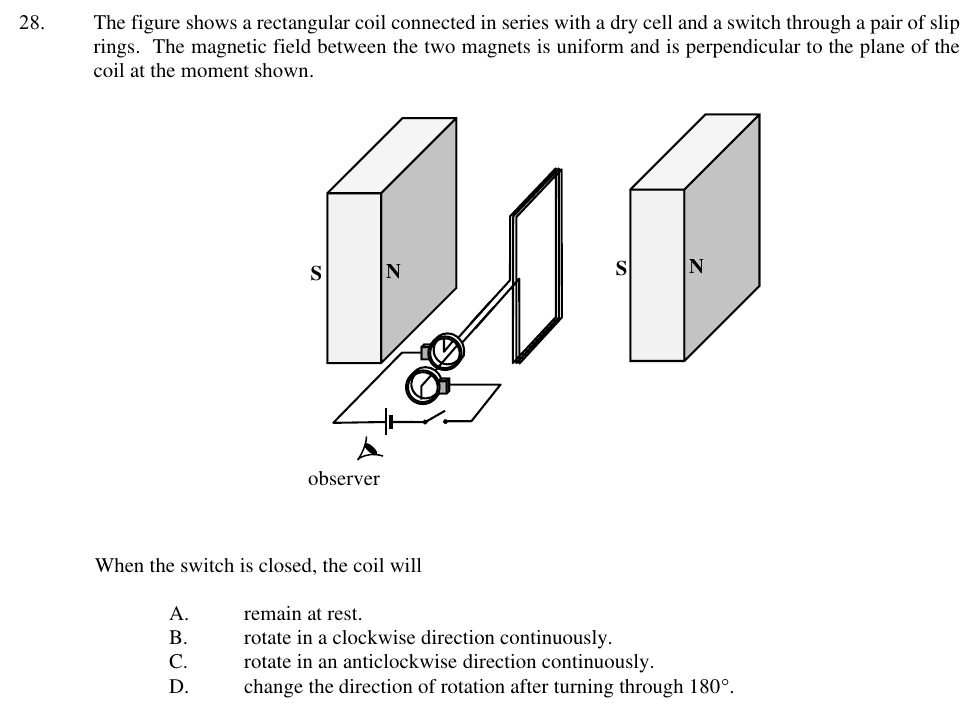 28. The figure shows a rectangular coil connected in series with a dry cell and a switch through a pair of slip
rings. The magnetic field between the two magnets is uniform and is perpendicular to the plane of the
coil at the moment shown.
S N S N
observer
When the switch is closed, the coil will
A. remain at rest.
B. rotate in a clockwise direction continuously.
C. rotate in an anticlockwise direction continuously.
D. change the direction of rotation after turning through 180°.